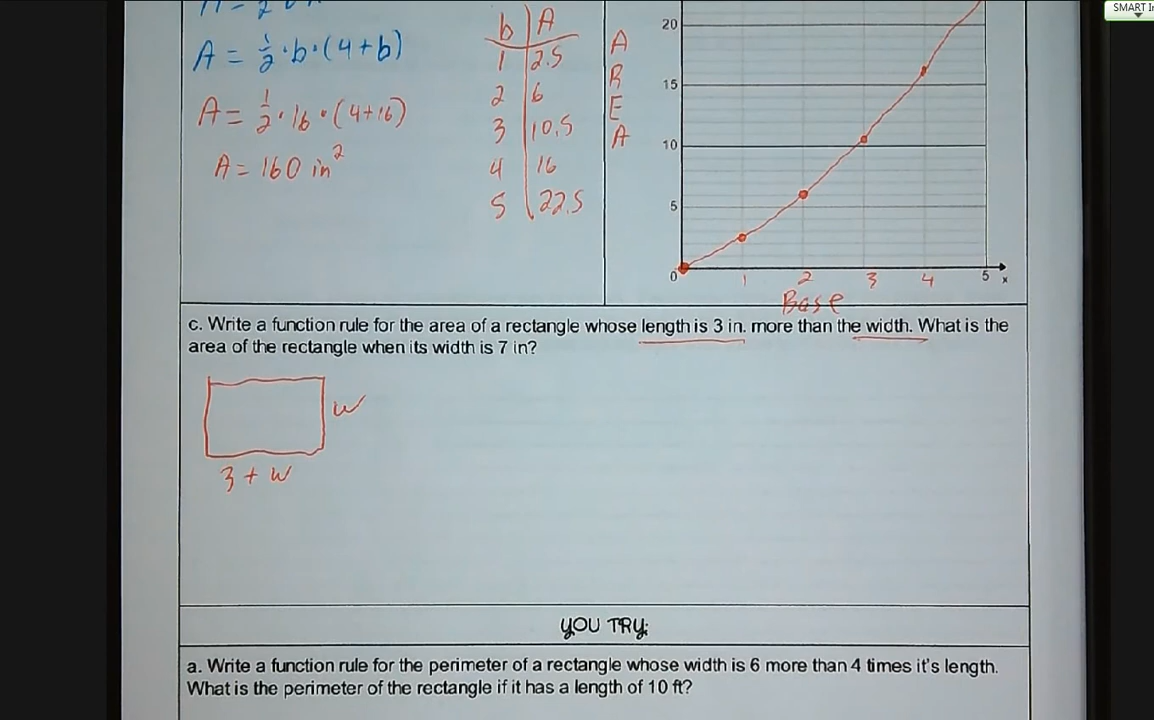 SMART
A = 1/2 · b · (4 + b)
A = 1/2 · 16 · (4+16)
A = 160 in²
b | A
1 | 2.5
2 | 6
3 | 10.5
4 | 16
5 | 22.5
AREA
20
15
10
5
0
1 2 3 4 5 x
Base
c. Write a function rule for the area of a rectangle whose length is 3 in. more than the width. What is the
area of the rectangle when its width is 7 in?
w
3 + w
YOU TRY:
a. Write a function rule for the perimeter of a rectangle whose width is 6 more than 4 times it's length.
What is the perimeter of the rectangle if it has a length of 10 ft?